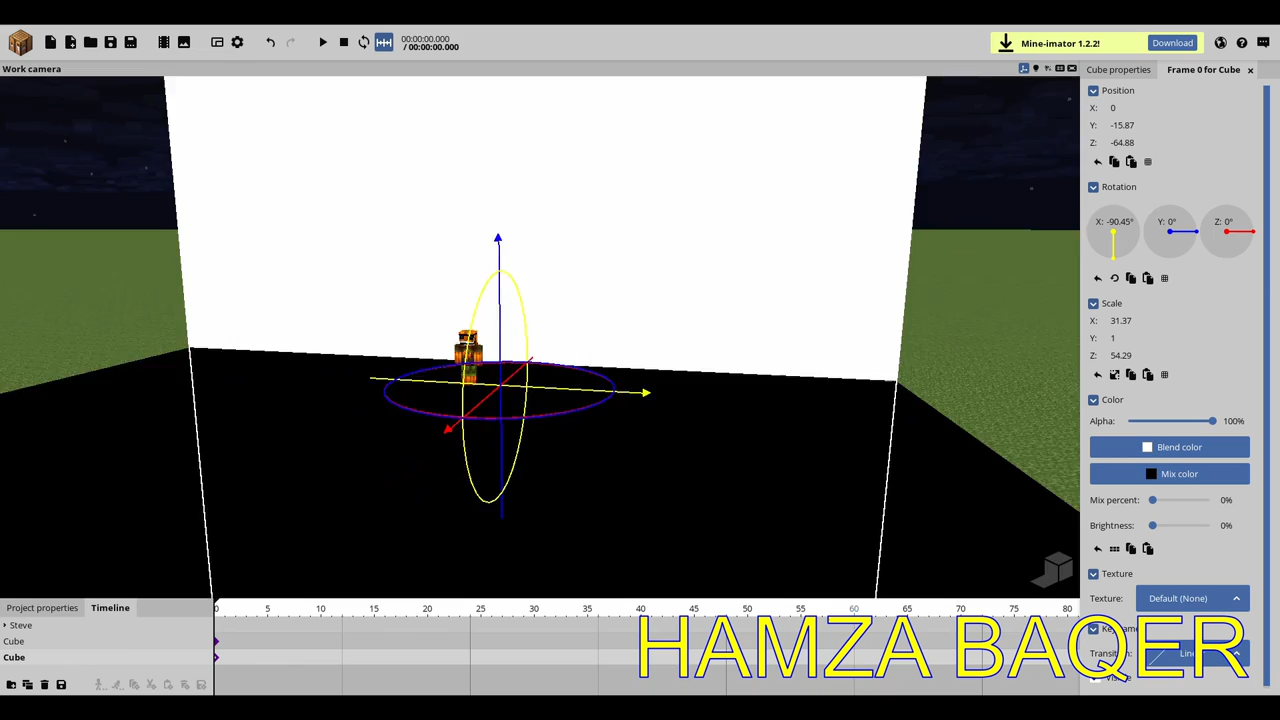 00:00:00.000
/ 00:00:00.000
Mine-imator 1.2.2!
Download
Work camera
Cube properties
Frame 0 for Cube
Position
X: 0
Y: -15.87
Z: -64.88
Rotation
X: -90.45°
Y: 0°
Z: 0°
Scale
X: 31.37
Y: 1
Z: 54.29
Color
Alpha: 100%
Blend color
Mix color
Mix percent: 0%
Brightness: 0%
Texture
Texture: Default (None)
Transition:
Project properties
Timeline
0 5 10 15 20 25 30 35 40 45 50 55 60 65 70 75 80
Steve
Cube
Cube
HAMZA BAQER